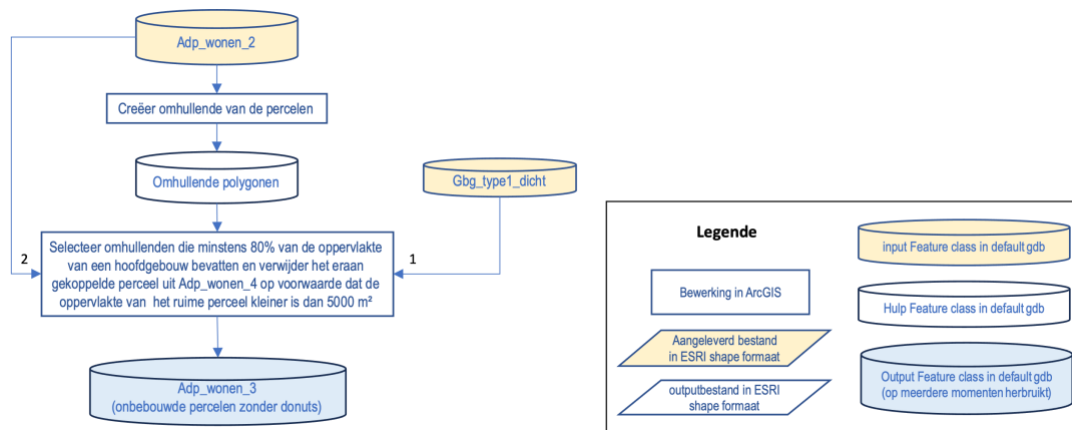 Adp_wonen_2
Creëer omhullende van de percelen
Omhullende polygonen
Gbg_type1_dicht
2
Selecteer omhullenden die minstens 80% van de oppervlakte
van een hoofdgebouw bevatten en verwijder het eraan
gekoppelde perceel uit Adp_wonen_4 op voorwaarde dat de
oppervlakte van het ruime perceel kleiner is dan 5000 m²
1
Adp_wonen_3
(onbebouwde percelen zonder donuts)
Legende
input Feature class in default gdb
Bewerking in ArcGIS
Hulp Feature class in default gdb
Aangeleverd bestand
in ESRI shape formaat
Output Feature class in default gdb
(op meerdere momenten herbruikt)
outputbestand in ESRI
shape formaat